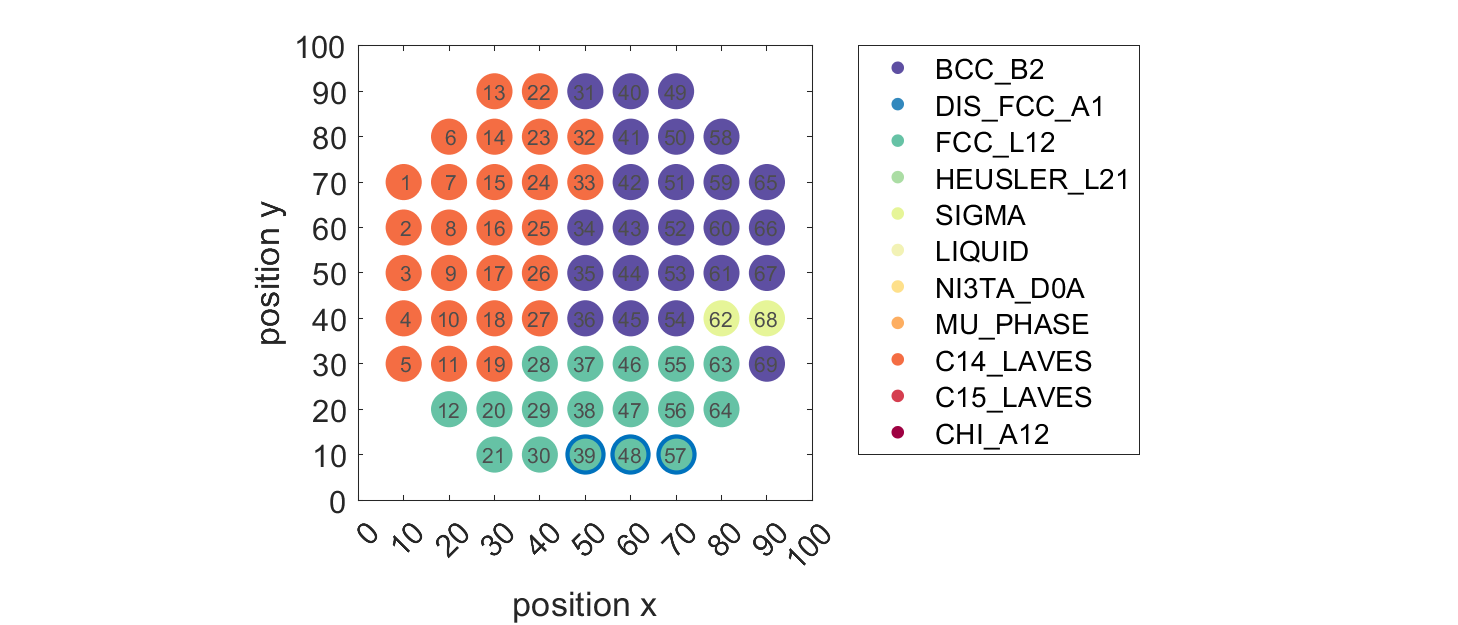 100
90
80
70
60
50
40
30
20
10
0
position y
13 22 31 40 49
6 14 23 32 41 50 58
1 7 15 24 33 42 51 59 65
2 8 16 25 34 43 52 60 66
3 9 17 26 35 44 53 61 67
4 10 18 27 36 45 54 62 68
5 11 19 28 37 46 55 63 69
12 20 29 38 47 56 64
21 30 39 48 57
0 10 20 30 40 50 60 70 80 90 100
position x
BCC_B2
DIS_FCC_A1
FCC_L12
HEUSLER_L21
SIGMA
LIQUID
NI3TA_D0A
MU_PHASE
C14_LAVES
C15_LAVES
CHI_A12